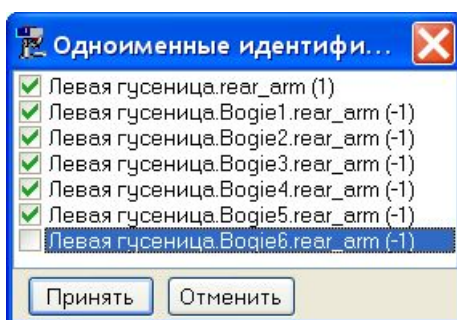 Одноименные идентифи...
Левая гусеница.rear_arm (1)
Левая гусеница.Bogie1.rear_arm (-1)
Левая гусеница.Bogie2.rear_arm (-1)
Левая гусеница.Bogie3.rear_arm (-1)
Левая гусеница.Bogie4.rear_arm (-1)
Левая гусеница.Bogie5.rear_arm (-1)
Левая гусеница.Bogie6.rear_arm (-1)
Принять Отменить